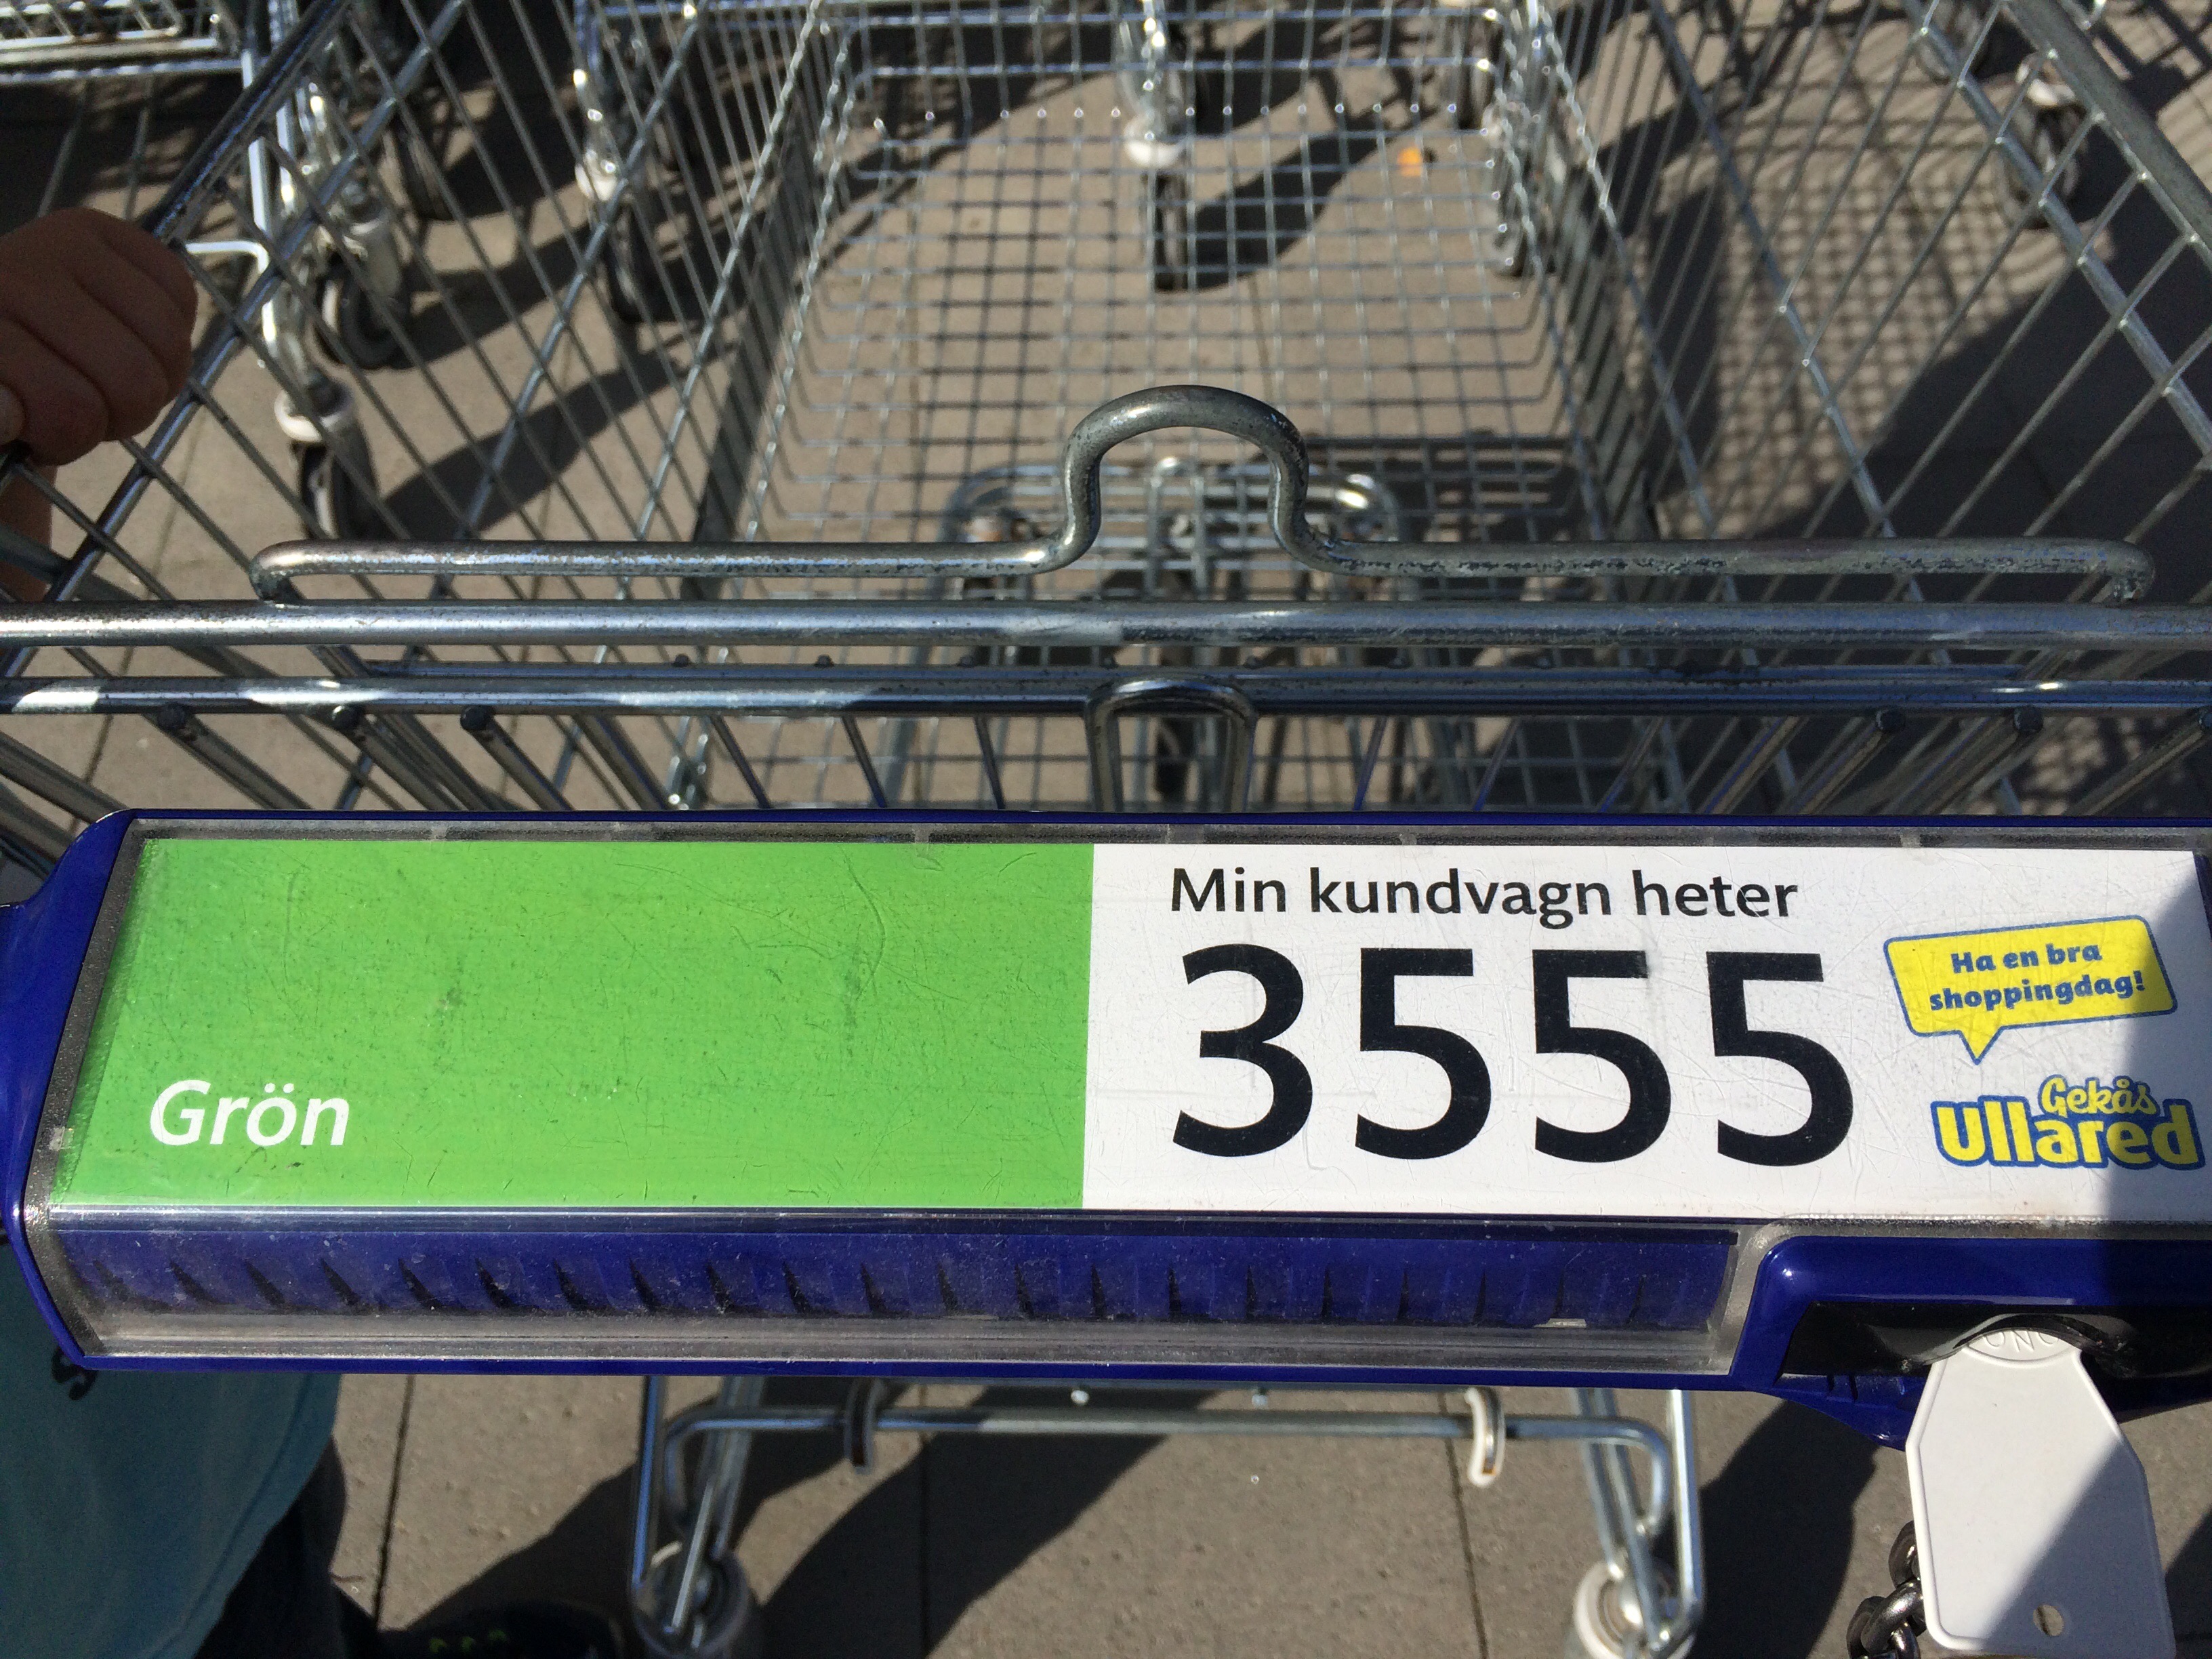 Grön
Min kundvagn heter
3555
Ha en bra
shoppingdag!
Gekås
Ullared